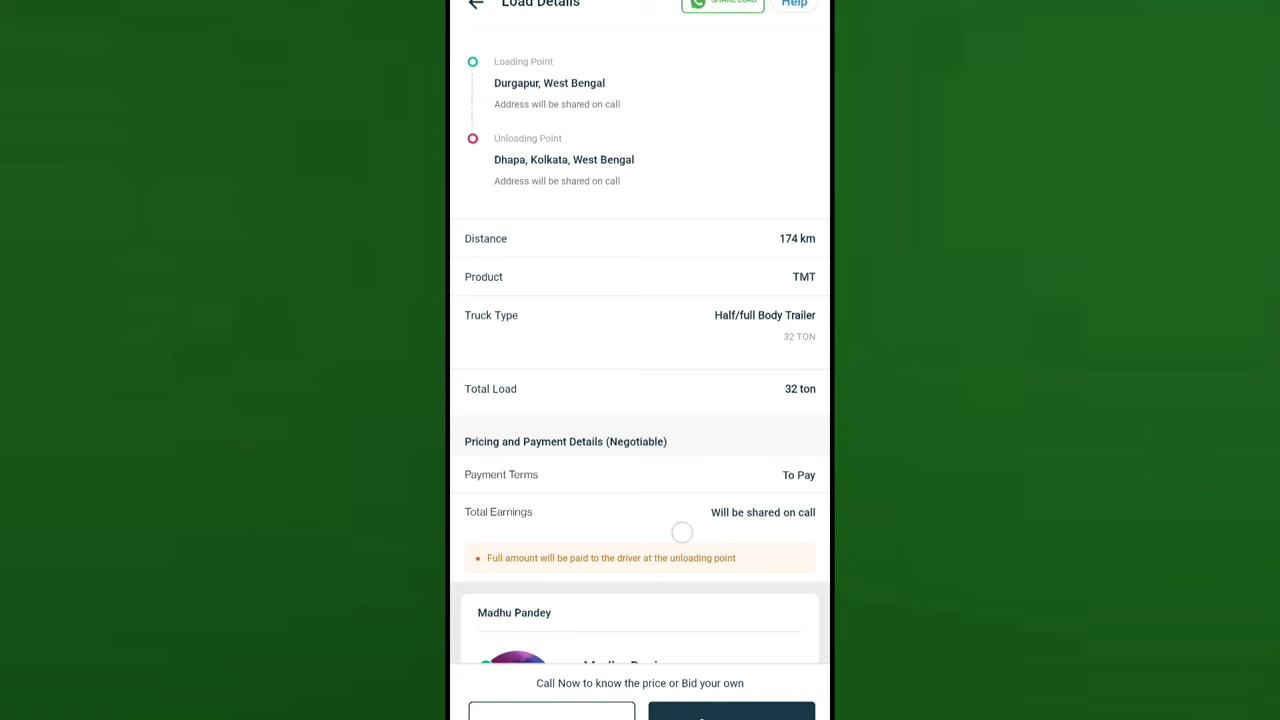 Load Details
SHARE LOAD
Help
Loading Point
Durgapur, West Bengal
Address will be shared on call
Unloading Point
Dhapa, Kolkata, West Bengal
Address will be shared on call
Distance
174 km
Product
TMT
Truck Type
Half/full Body Trailer
32 TON
Total Load
32 ton
Pricing and Payment Details (Negotiable)
Payment Terms
To Pay
Total Earnings
Will be shared on call
Full amount will be paid to the driver at the unloading point
Madhu Pandey
Call Now to know the price or Bid your own